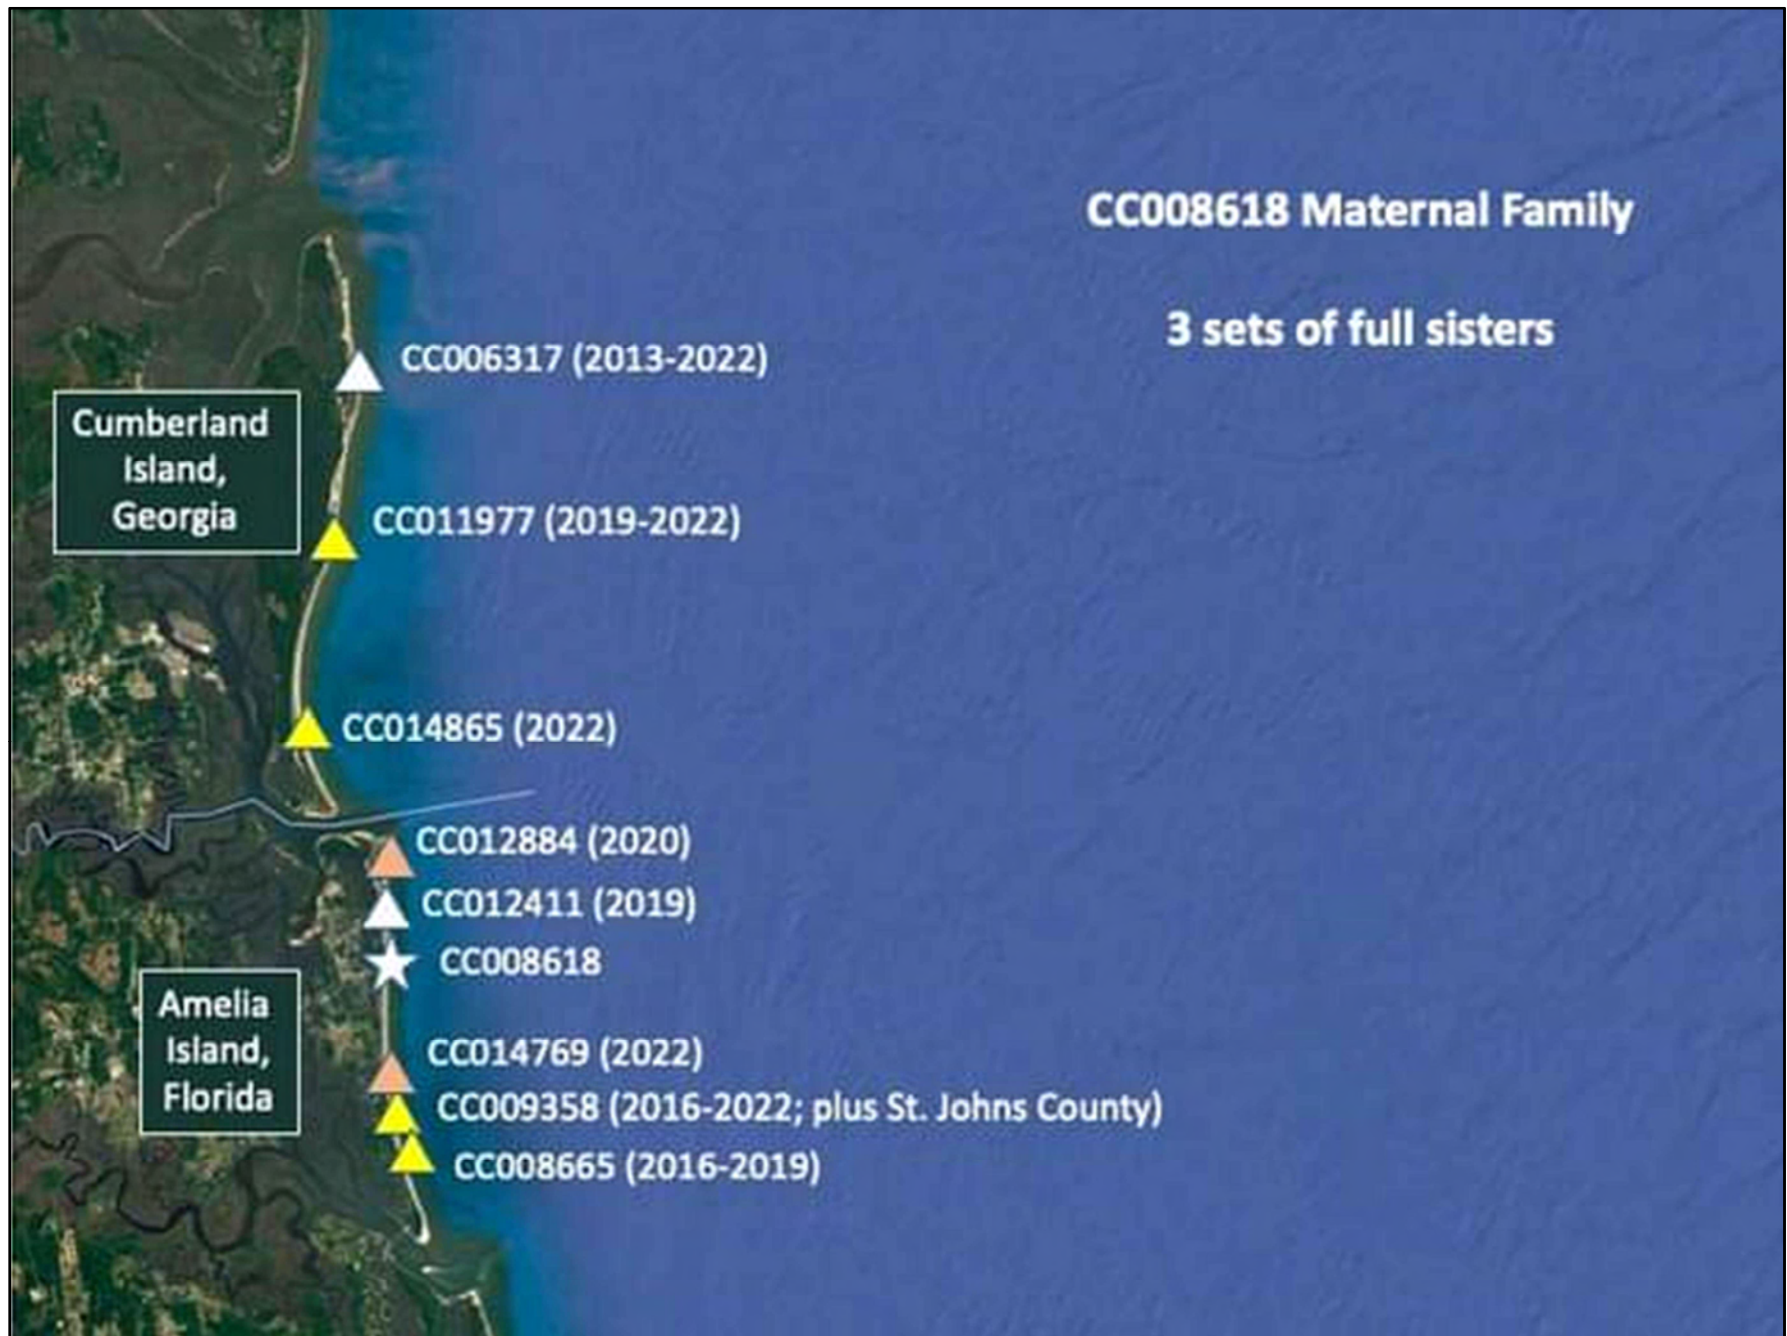 CC008618 Maternal Family
3 sets of full sisters
CC006317 (2013-2022)
Cumberland
Island,
Georgia
CC011977 (2019-2022)
CC014865 (2022)
CC012884 (2020)
CC012411 (2019)
CC008618
Amelia
Island,
Florida
CC014769 (2022)
CC009358 (2016-2022; plus St. Johns County)
CC008665 (2016-2019)